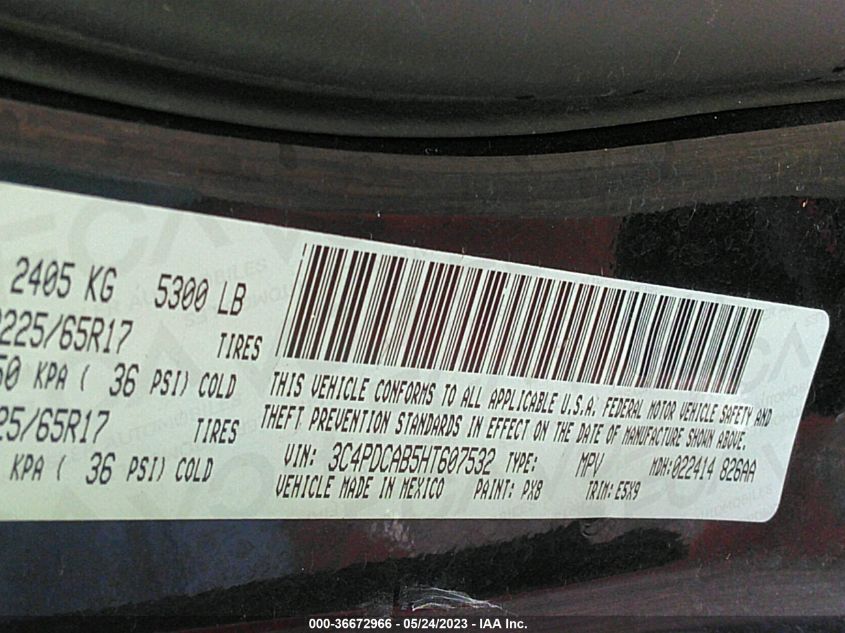 2405 KG 5300 LB
225/65R17 TIRES
50 KPA ( 36 PSI) COLD
25/65R17 TIRES
KPA ( 36 PSI) COLD
THIS VEHICLE CONFORMS TO ALL APPLICABLE U.S.A. FEDERAL MOTOR VEHICLE SAFETY AND
THEFT PREVENTION STANDARDS IN EFFECT ON THE DATE OF MANUFACTURE SHOWN ABOVE.
VIN: 3C4PDCAB5HT607532 TYPE: MPV MDH:022414 826AA
VEHICLE MADE IN MEXICO PAINT: PX8 TRIM: E5X9
000-36672966 - 05/24/2023 - IAA Inc.